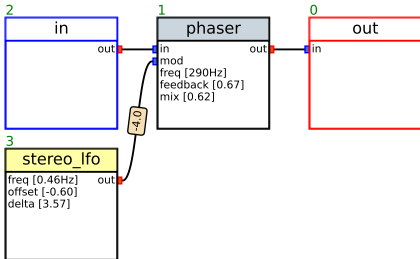 2
in
out
1
phaser
in
out
mod
freq [290Hz]
feedback [0.67]
mix [0.62]
0
out
in
-4.0
3
stereo_lfo
freq [0.46Hz]
out
offset [-0.60]
delta [3.57]